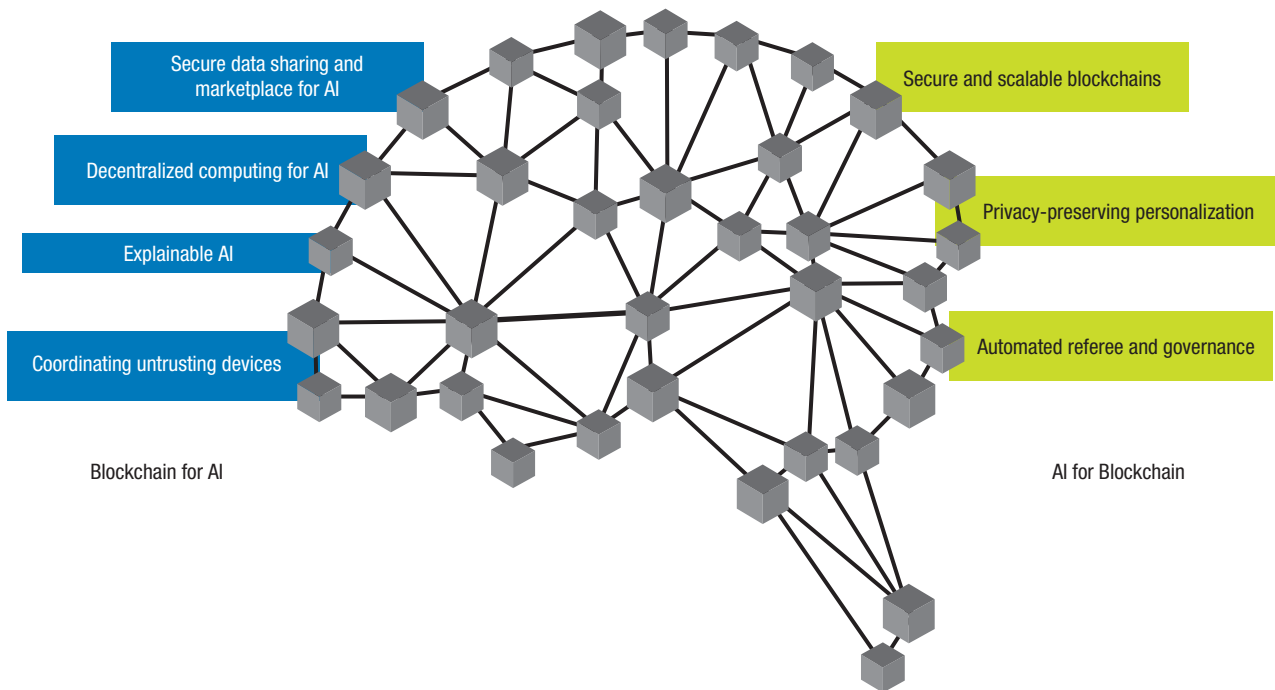 Secure data sharing and
marketplace for AI
Decentralized computing for AI
Explainable AI
Coordinating untrusting devices
Blockchain for AI
Secure and scalable blockchains
Privacy-preserving personalization
Automated referee and governance
AI for Blockchain